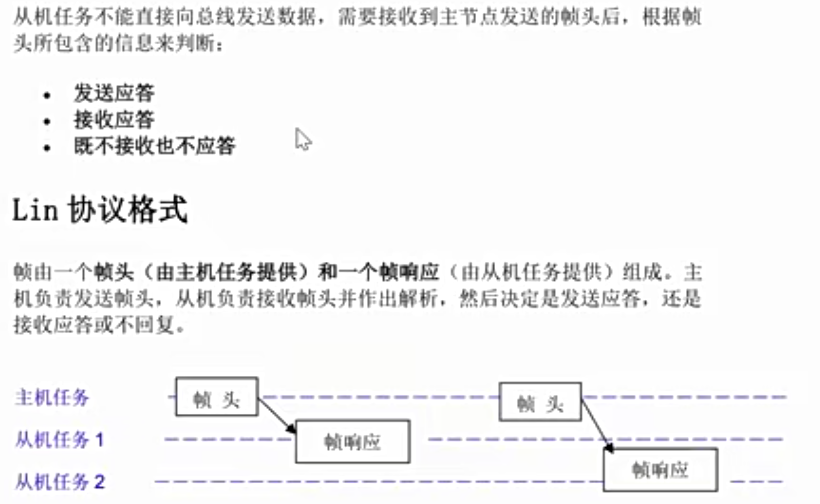 从机任务不能直接向总线发送数据，需要接收到主节点发送的帧头后，根据帧
头所包含的信息来判断：
• 发送应答
• 接收应答
• 既不接收也不应答
Lin 协议格式
帧由一个帧头（由主机任务提供）和一个帧响应（由从机任务提供）组成。主
机负责发送帧头，从机负责接收帧头并作出解析，然后决定是发送应答，还是
接收应答或不回复。
主机任务 帧 头 帧 头
从机任务 1 帧响应
从机任务 2 帧响应